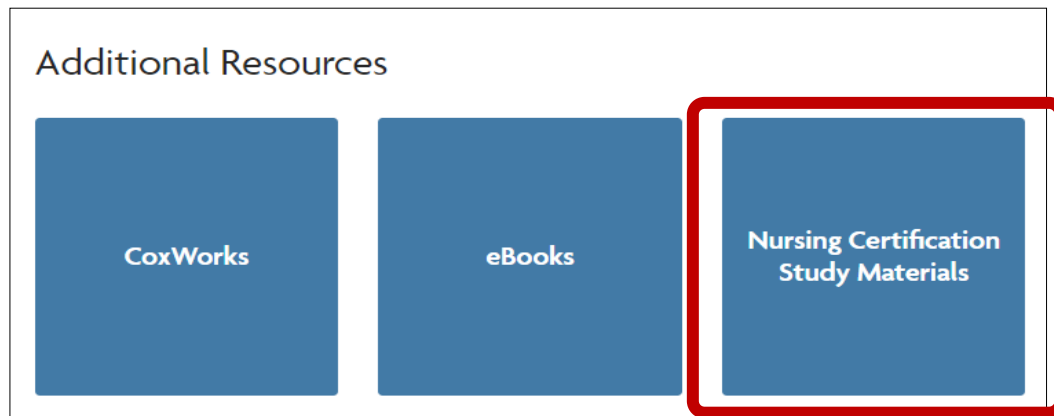 Additional Resources
CoxWorks
eBooks
Nursing Certification
Study Materials